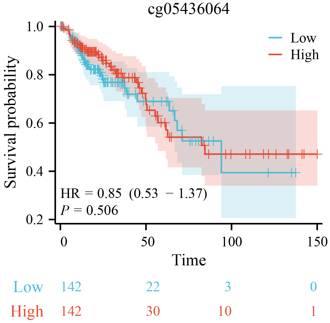 cg05436064
Low
High
Survival probability
1.0
0.8
0.6
0.4
0.2
HR = 0.85 (0.53 − 1.37)
P = 0.506
0 50 100 150
Time
Low 142 22 3 0
High 142 30 10 1